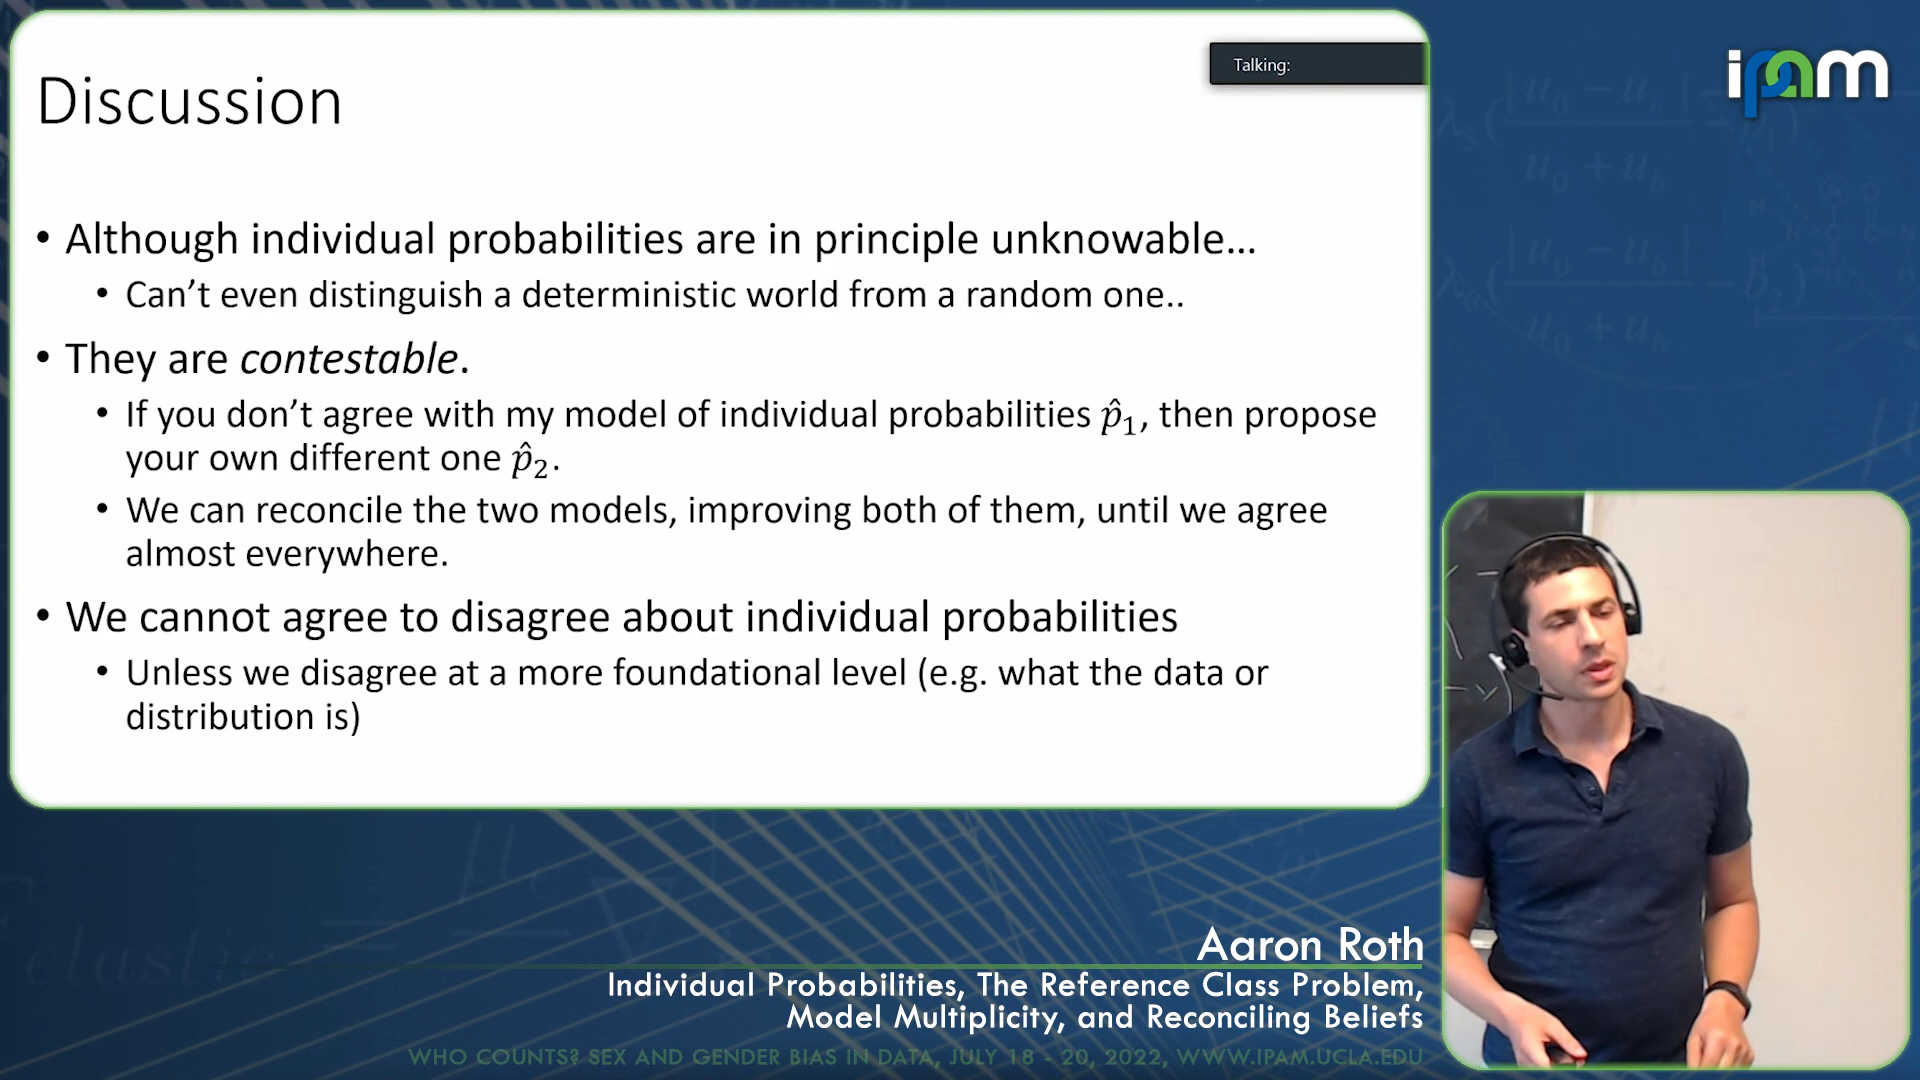 Talking:
ipam
Discussion
• Although individual probabilities are in principle unknowable...
• Can't even distinguish a deterministic world from a random one..
• They are contestable.
• If you don't agree with my model of individual probabilities p̂₁, then propose
your own different one p̂₂.
• We can reconcile the two models, improving both of them, until we agree
almost everywhere.
• We cannot agree to disagree about individual probabilities
• Unless we disagree at a more foundational level (e.g. what the data or
distribution is)
Aaron Roth
Individual Probabilities, The Reference Class Problem,
Model Multiplicity, and Reconciling Beliefs
WHO COUNTS? SEX AND GENDER BIAS IN DATA, JULY 18 - 20, 2022, WWW.IPAM.UCLA.EDU
elastic